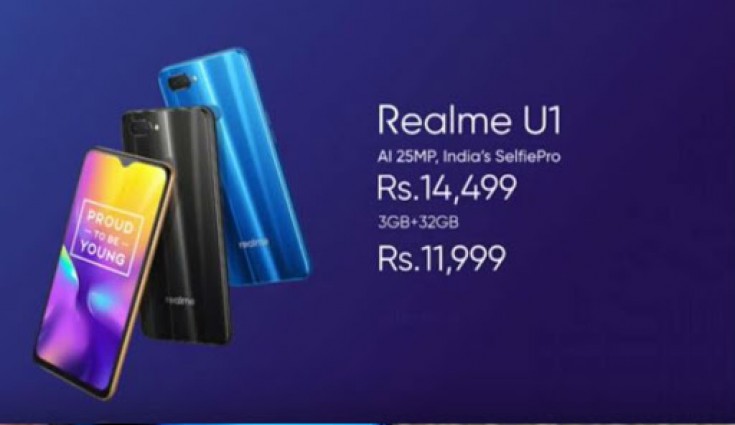 Realme U1
AI 25MP, India's SelfiePro
Rs.14,499
3GB+32GB
Rs.11,999
PROUD
TO BE
YOUNG
realme
realme